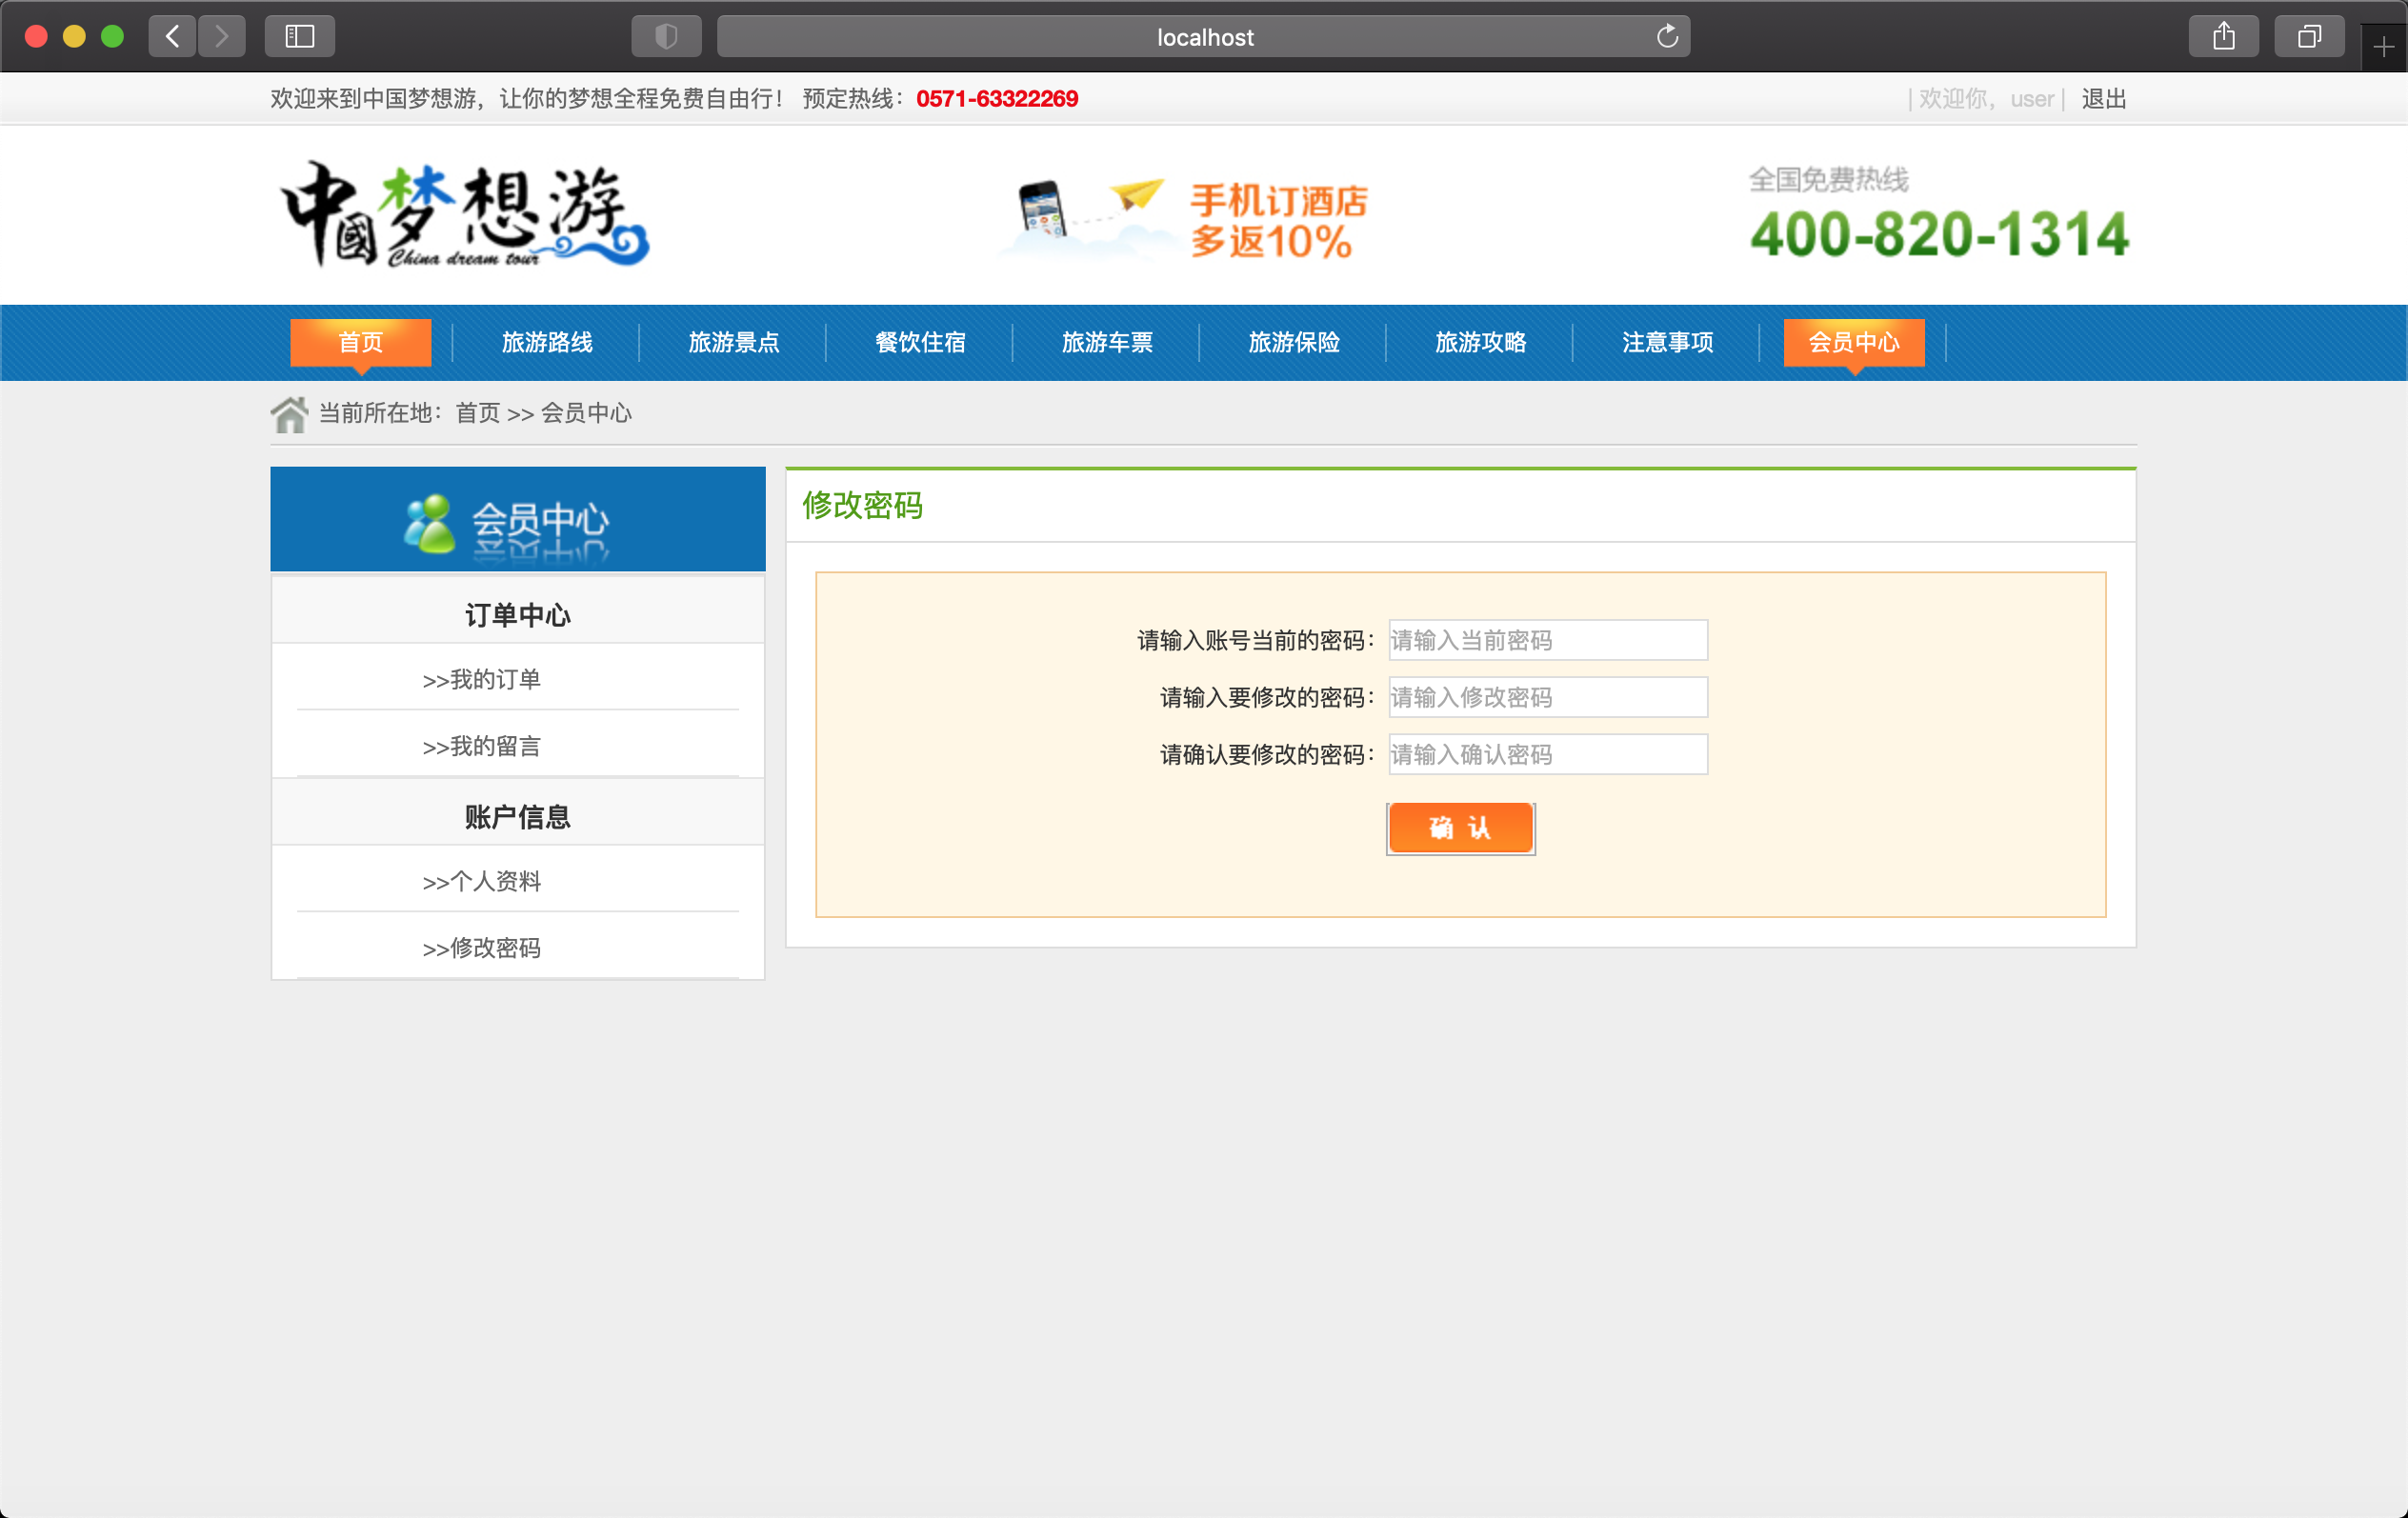 localhost
欢迎来到中国梦想游，让你的梦想全程免费自由行！ 预定热线：0571-63322269
| 欢迎你，user | 退出
中國梦想游
China dream tour
手机订酒店
多返10%
全国免费热线
400-820-1314
首页 旅游路线 旅游景点 餐饮住宿 旅游车票 旅游保险 旅游攻略 注意事项 会员中心
当前所在地：首页 >> 会员中心
会员中心
订单中心
>>我的订单
>>我的留言
账户信息
>>个人资料
>>修改密码
修改密码
请输入账号当前的密码：请输入当前密码
请输入要修改的密码：请输入修改密码
请确认要修改的密码：请输入确认密码
确 认